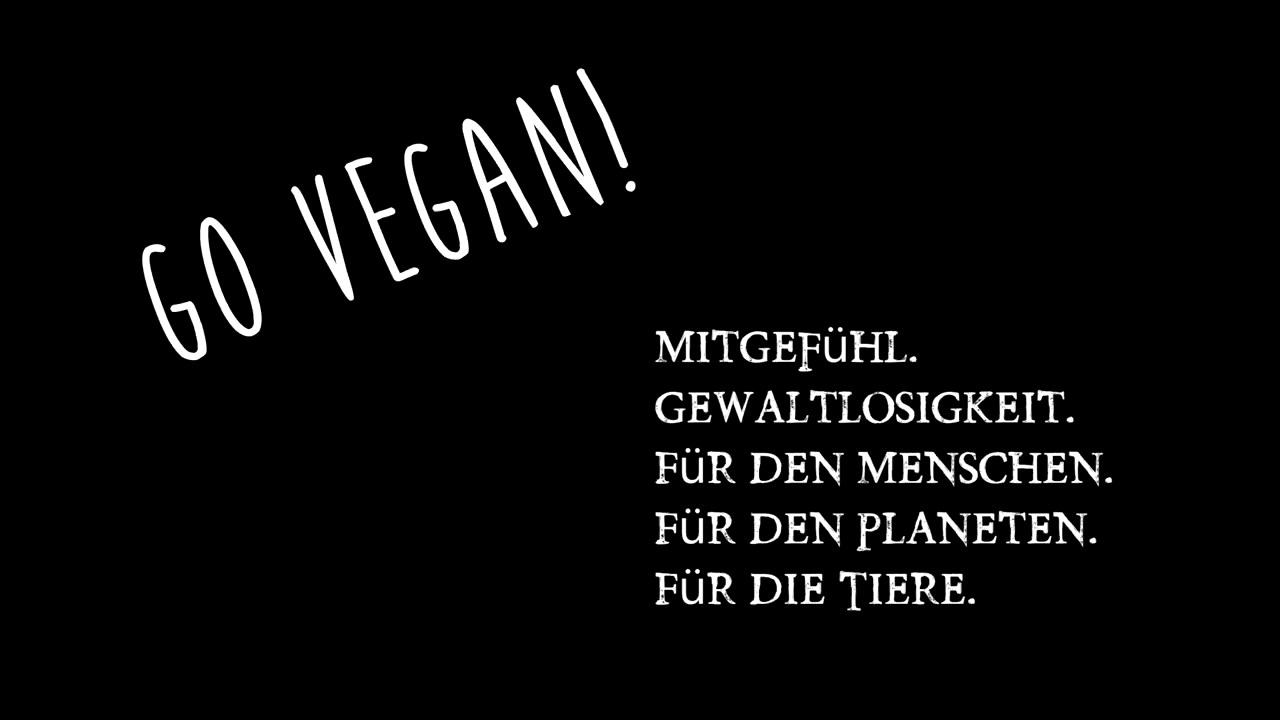 GO VEGAN!
MITGEFÜHL.
GEWALTLOSIGKEIT.
FÜR DEN MENSCHEN.
FÜR DEN PLANETEN.
FÜR DIE TIERE.